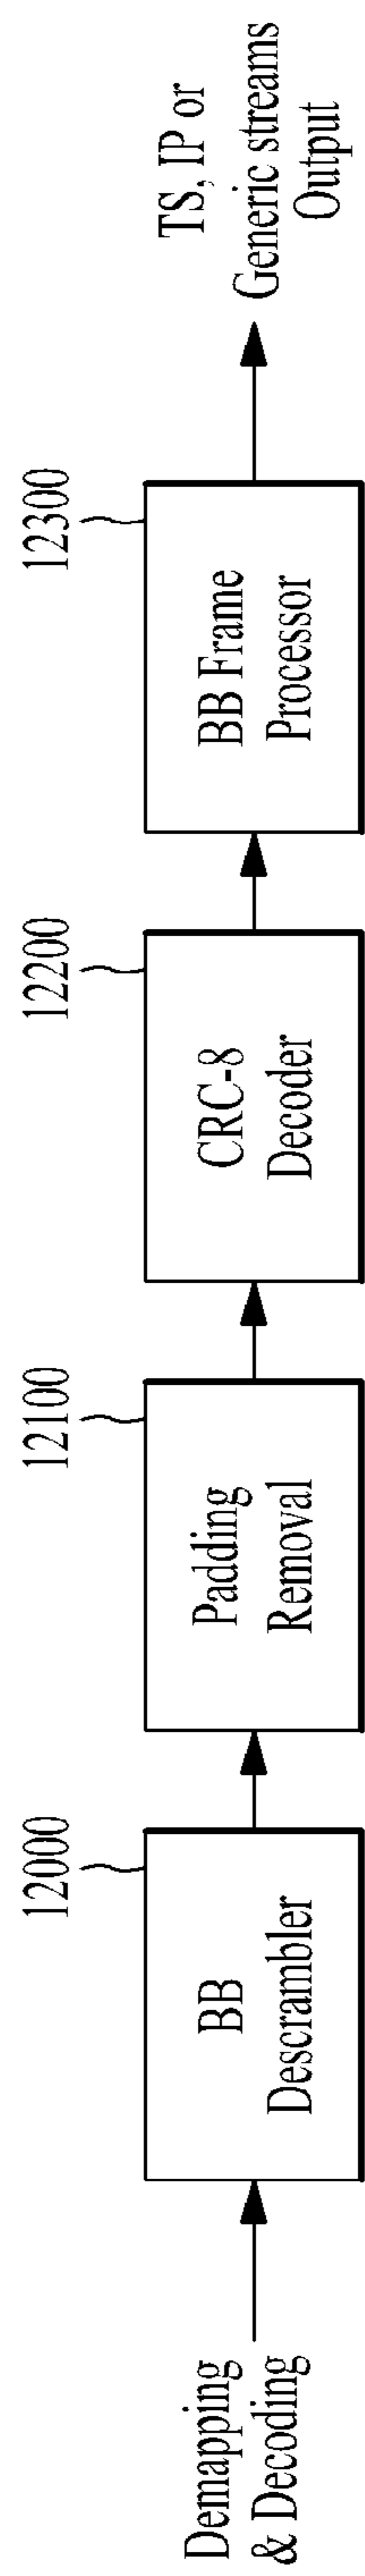 Demapping
& Decoding
12000
BB
Descrambler
12100
Padding
Removal
12200
CRC-8
Decoder
12300
BB Frame
Processor
TS, IP or
Generic streams
Output